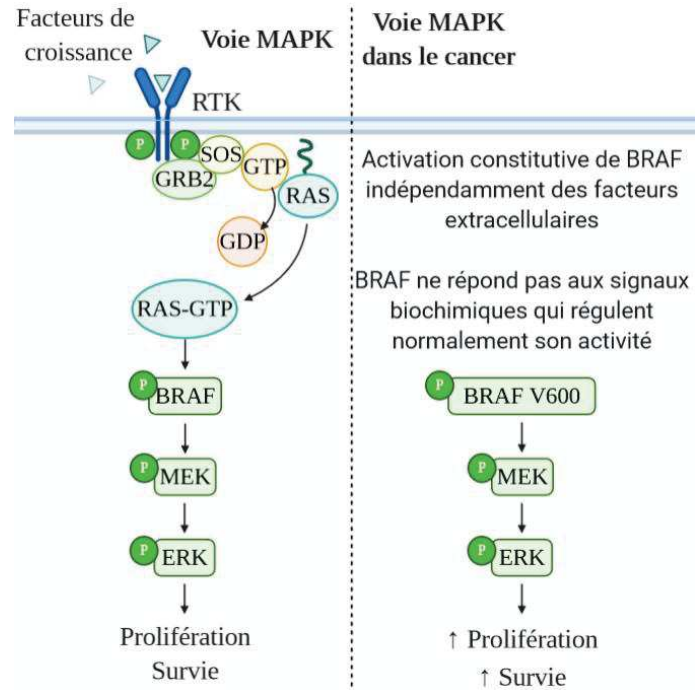 Facteurs de
croissance
Voie MAPK
RTK
P
P
SOS
GRB2
GTP
RAS
GDP
RAS-GTP
P
BRAF
P
MEK
P
ERK
Prolifération
Survie
Voie MAPK
dans le cancer
Activation constitutive de BRAF
indépendamment des facteurs
extracellulaires
BRAF ne répond pas aux signaux
biochimiques qui régulent
normalement son activité
P
BRAF V600
P
MEK
P
ERK
↑ Prolifération
↑ Survie